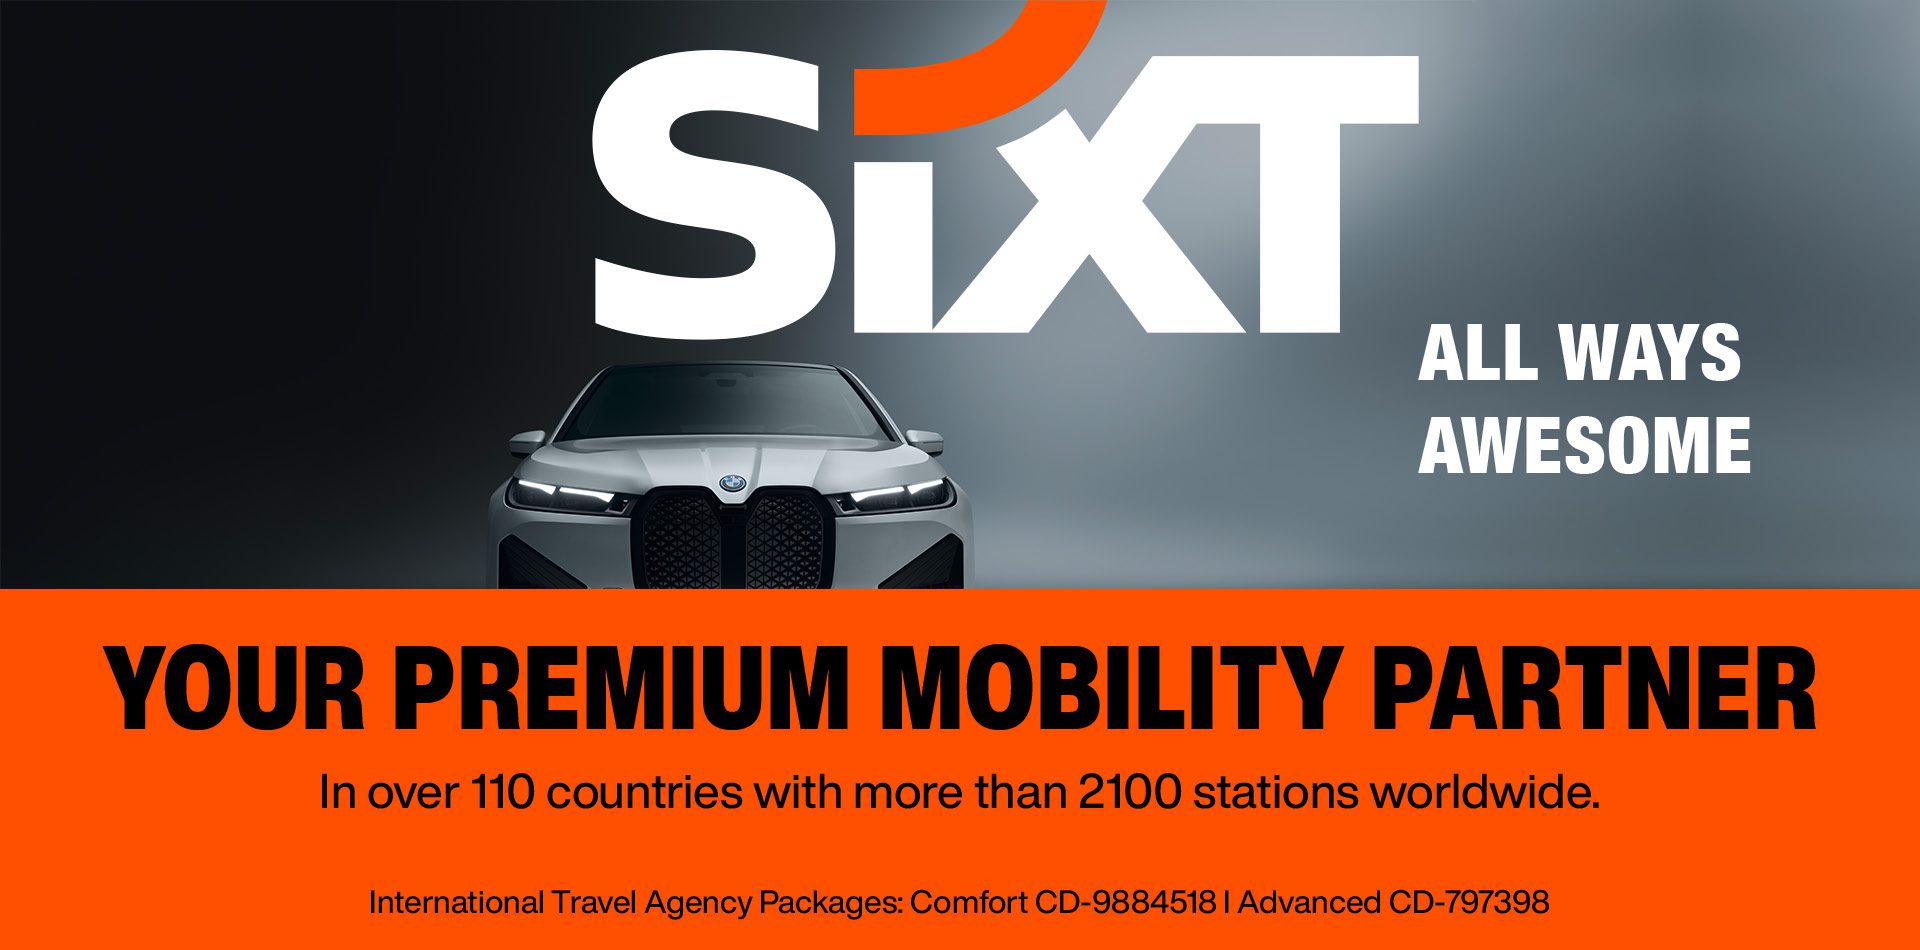 SiXT
ALL WAYS
AWESOME
YOUR PREMIUM MOBILITY PARTNER
In over 110 countries with more than 2100 stations worldwide.
International Travel Agency Packages: Comfort CD-9884518 I Advanced CD-797398